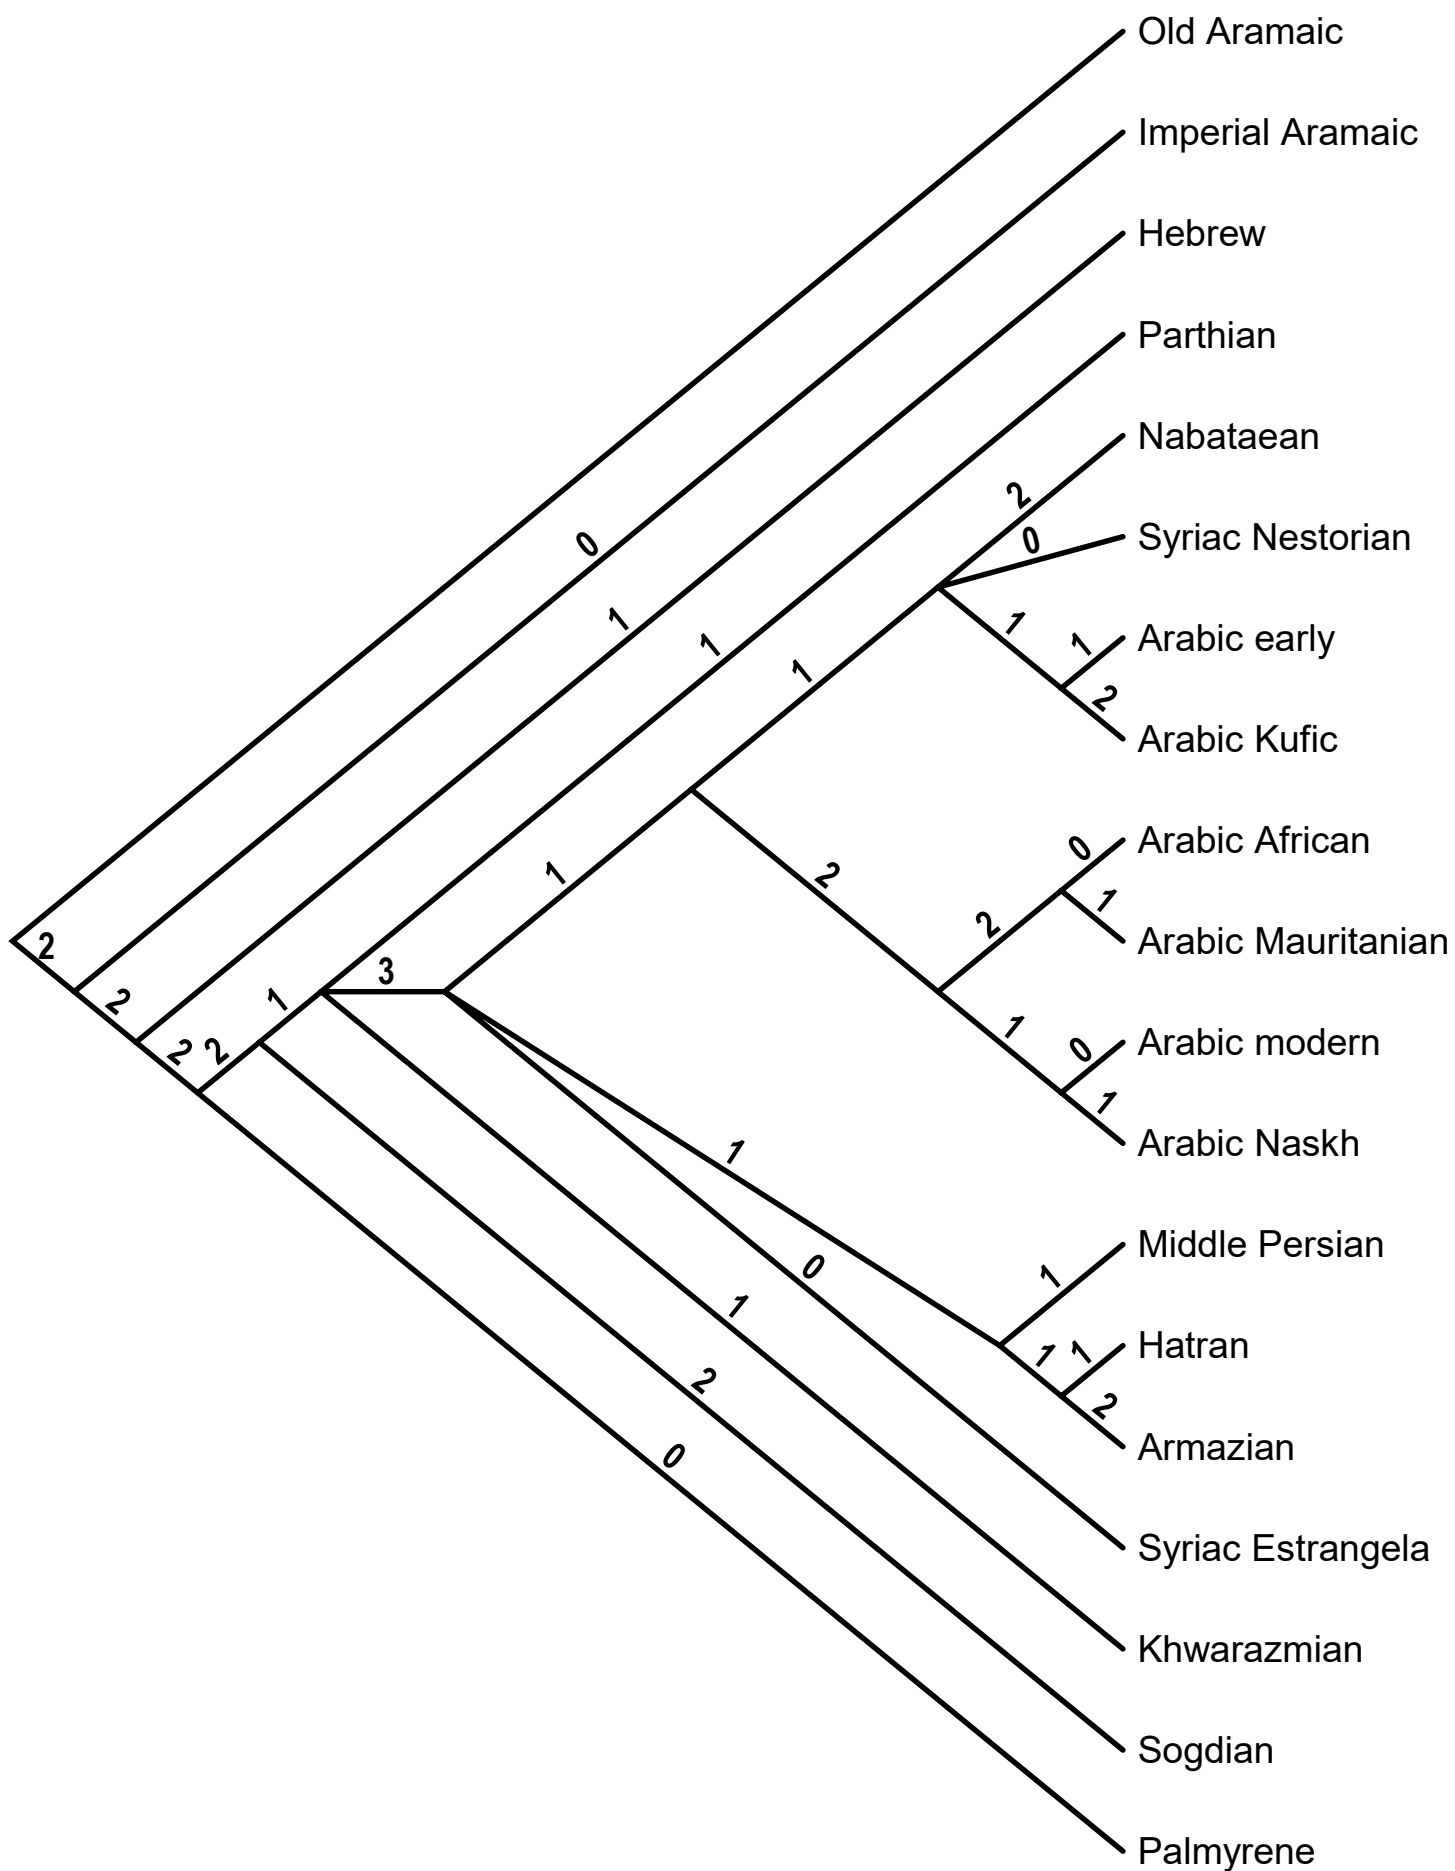 Old Aramaic
Imperial Aramaic
Hebrew
Parthian
Nabataean
2
Syriac Nestorian
0
0
Arabic early
1
1
1
1
1
Arabic Kufic
2
Arabic African
0
2
1
1
Arabic Mauritanian
2
2
3
2
1
Arabic modern
1
0
2
2
Arabic Naskh
1
1
Middle Persian
1
0
1
Hatran
1
1
2
2
Armazian
0
Syriac Estrangela
Khwarazmian
Sogdian
Palmyrene